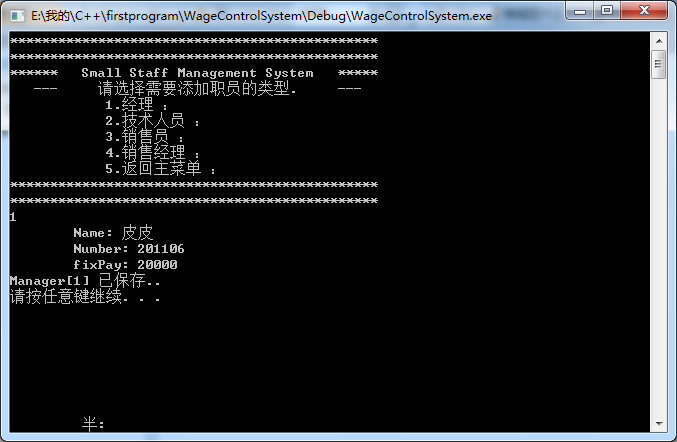 E:\我的\C++\firstprogram\WageControlSystem\Debug\WageControlSystem.exe
**********************************************
**********************************************
****** Small Staff Management System *****
--- 请选择需要添加职员的类型. ---
1.经理 :
2.技术人员 :
3.销售员 :
4.销售经理 :
5.返回主菜单 :
**********************************************
**********************************************
1
Name: 皮皮
Number: 201106
fixPay: 20000
Manager[1] 已保存..
请按任意键继续. . .
半: